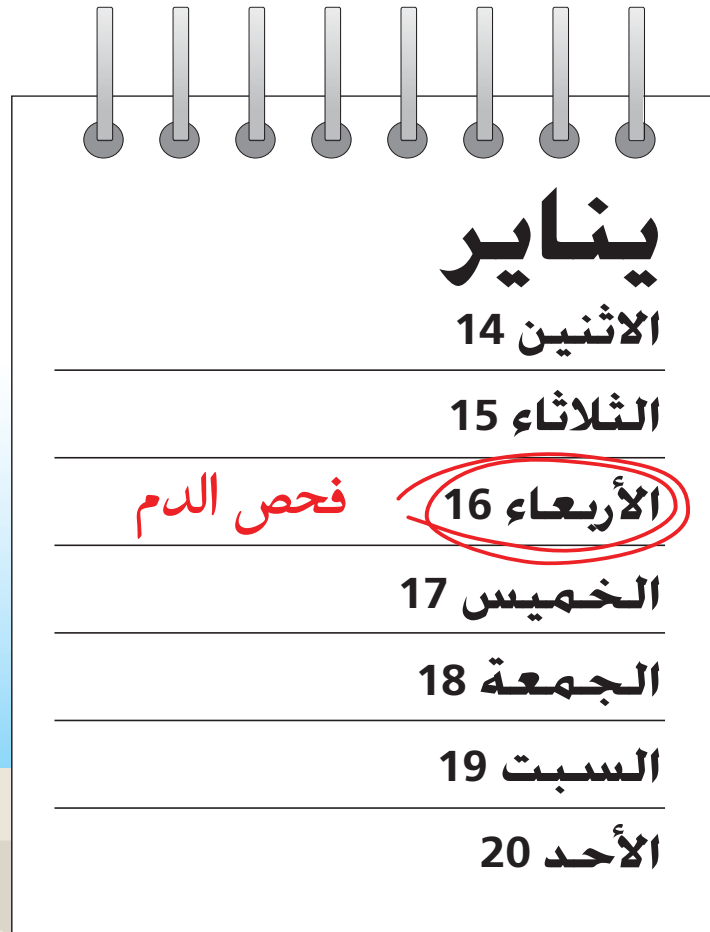 يناير
الاثنين 14
الثلاثاء 15
الأربعاء 16 فحص الدم
الخميس 17
الجمعة 18
السبت 19
الأحد 20